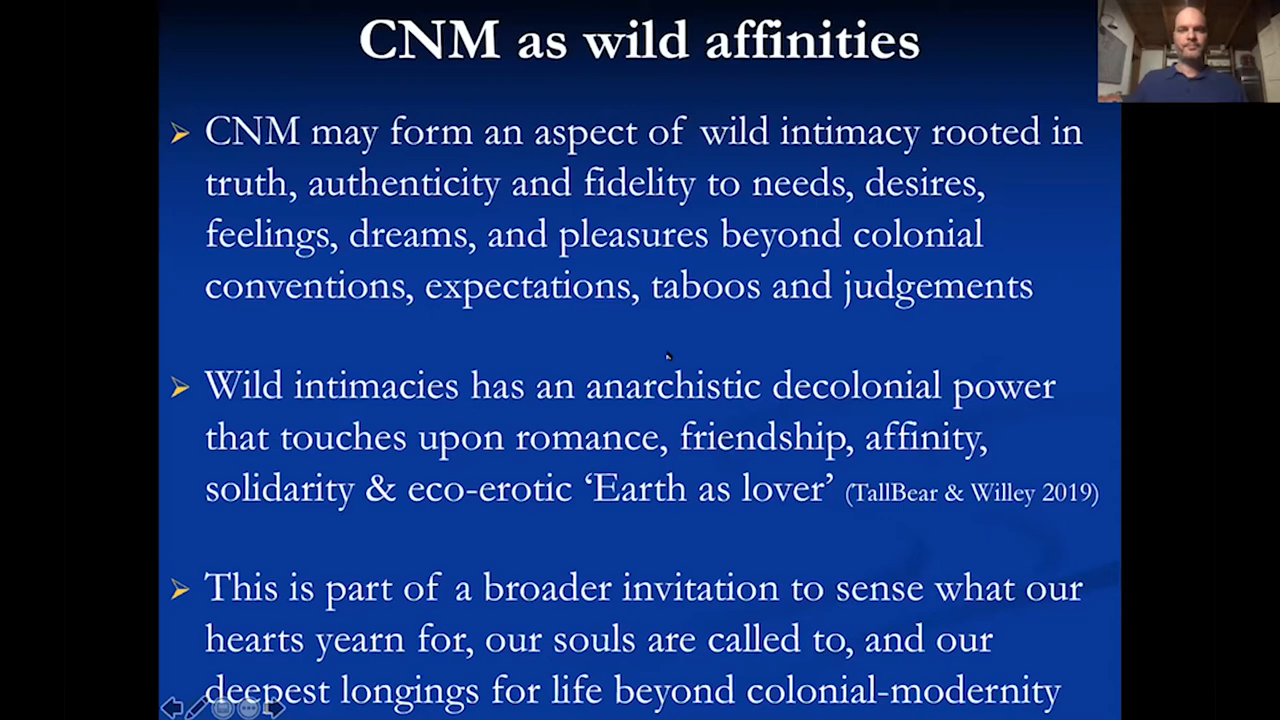 CNM as wild affinities
CNM may form an aspect of wild intimacy rooted in
truth, authenticity and fidelity to needs, desires,
feelings, dreams, and pleasures beyond colonial
conventions, expectations, taboos and judgements
Wild intimacies has an anarchistic decolonial power
that touches upon romance, friendship, affinity,
solidarity & eco-erotic ‘Earth as lover’ (TallBear & Willey 2019)
This is part of a broader invitation to sense what our
hearts yearn for, our souls are called to, and our
deepest longings for life beyond colonial-modernity